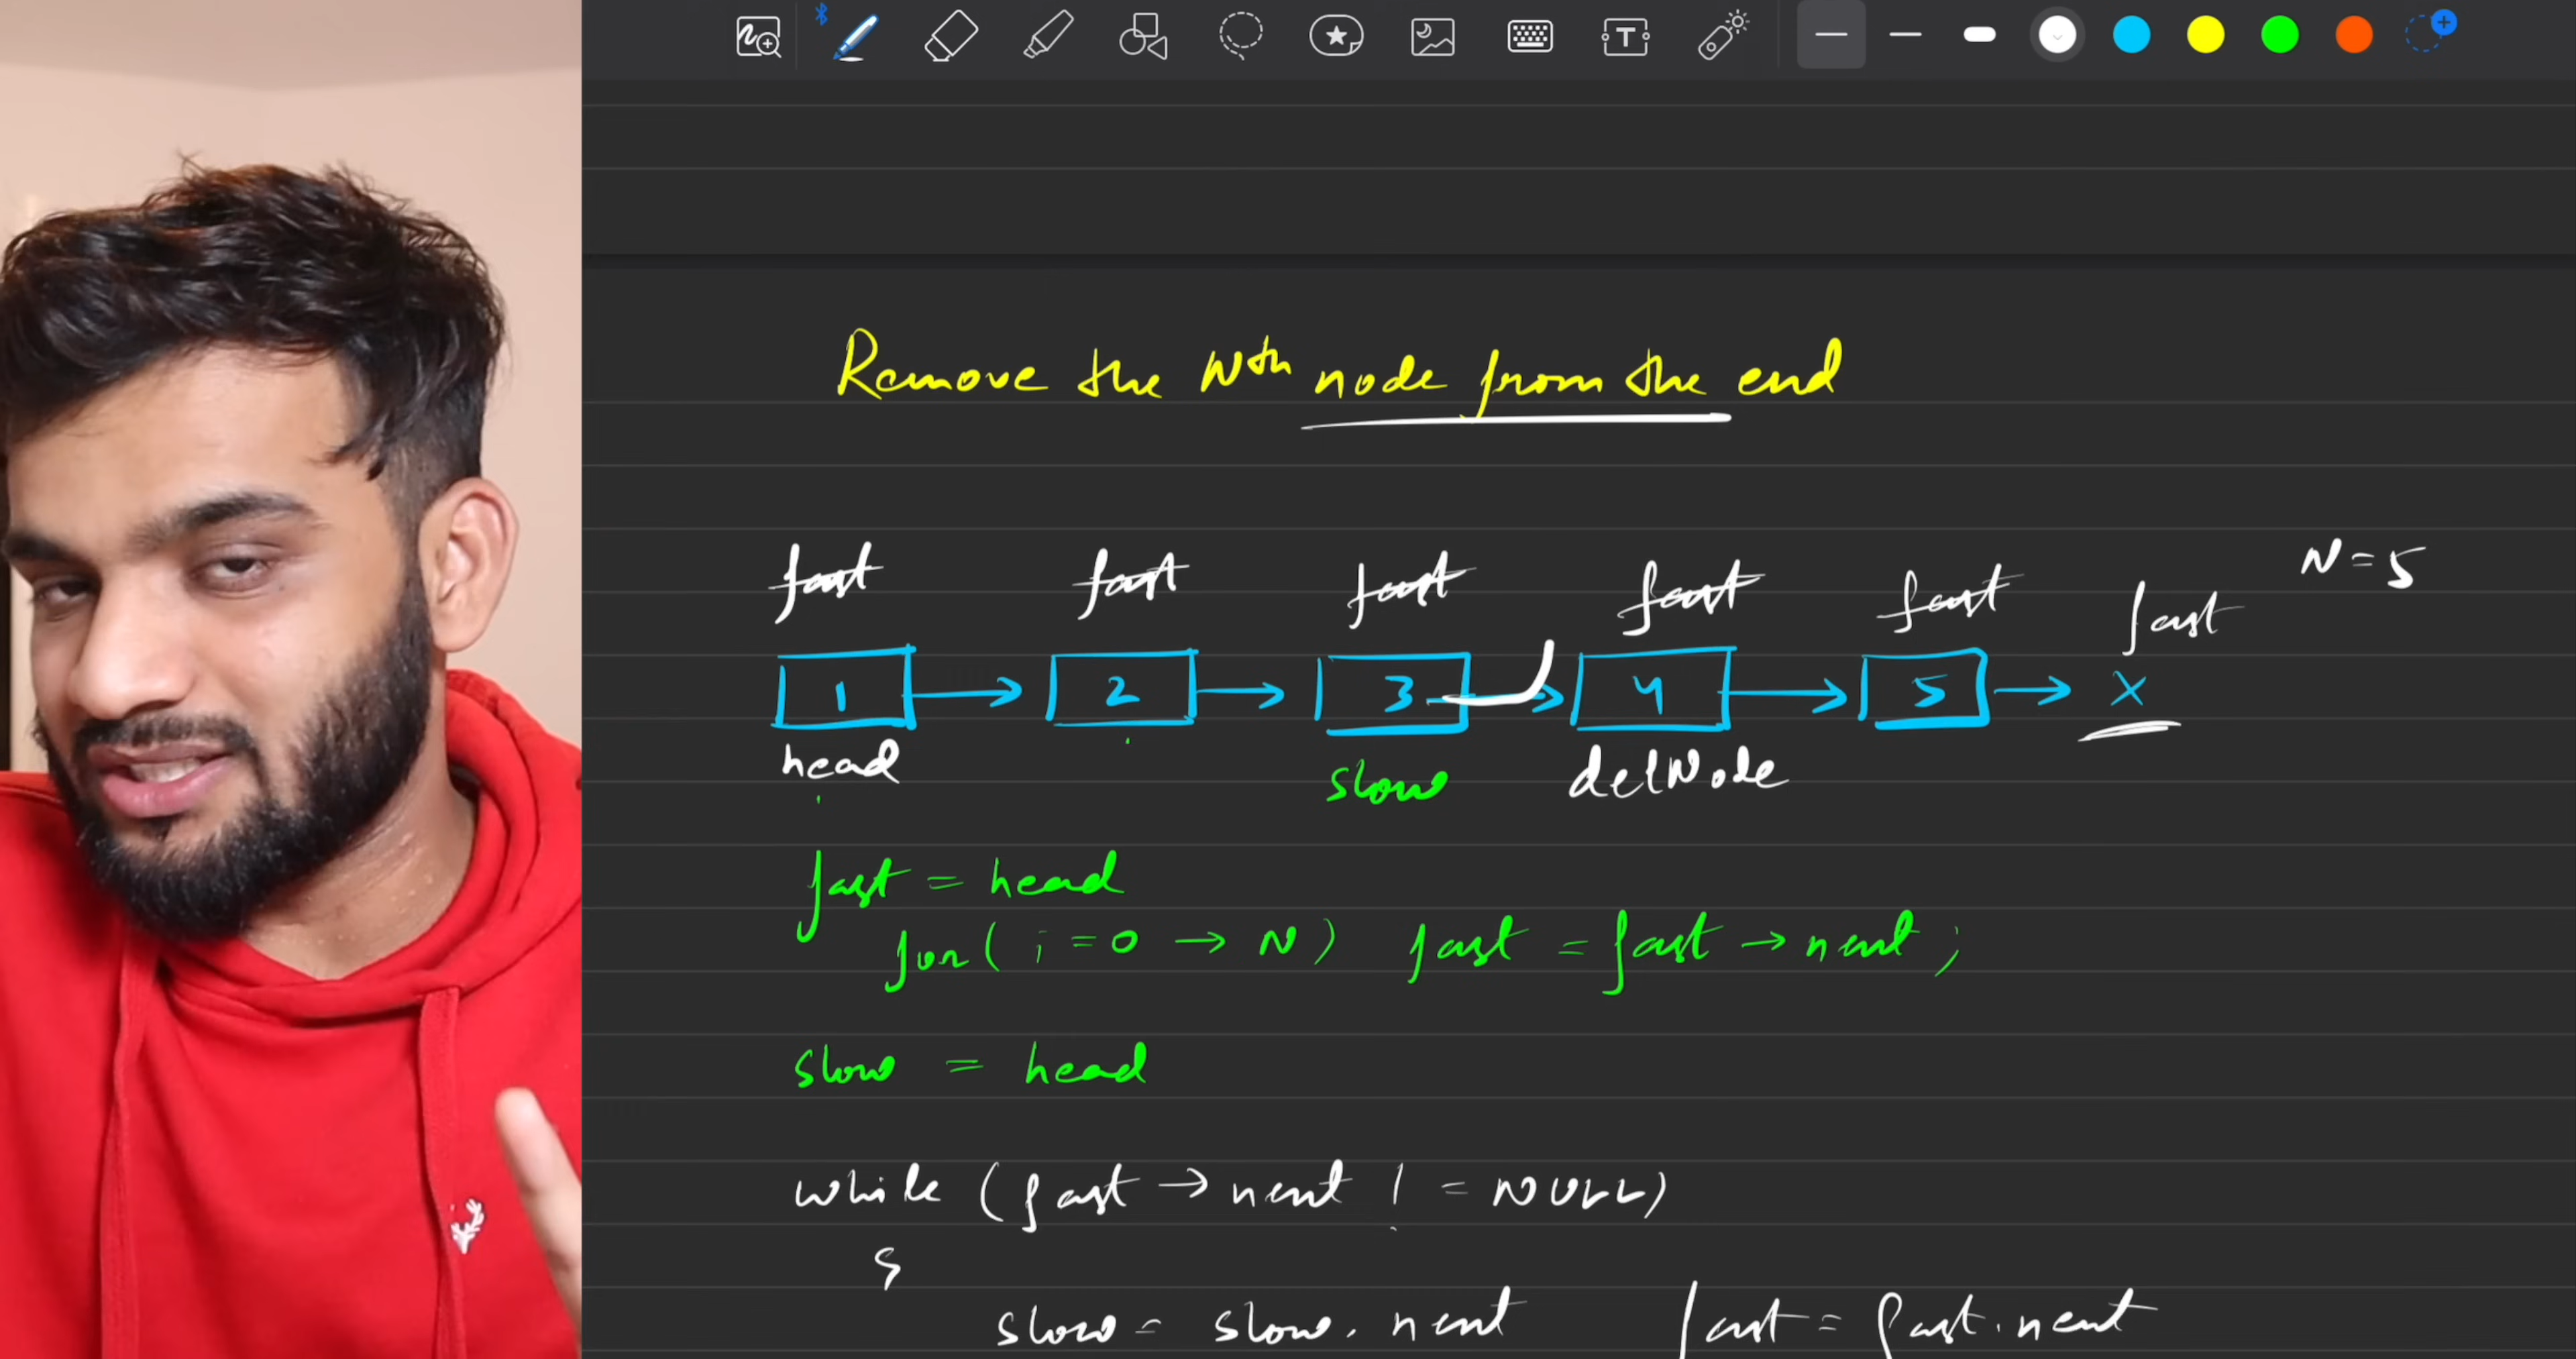 Remove the Nth node from the end
N = 5
fast fast fast fast fast fast
1 → 2 → 3 → 4 → 5 → X
head slow delNode
fast = head
for( i = 0 → N) fast = fast → next ;
slow = head
while (fast → next ! = NULL)
{
slow = slow. next fast = fast. next